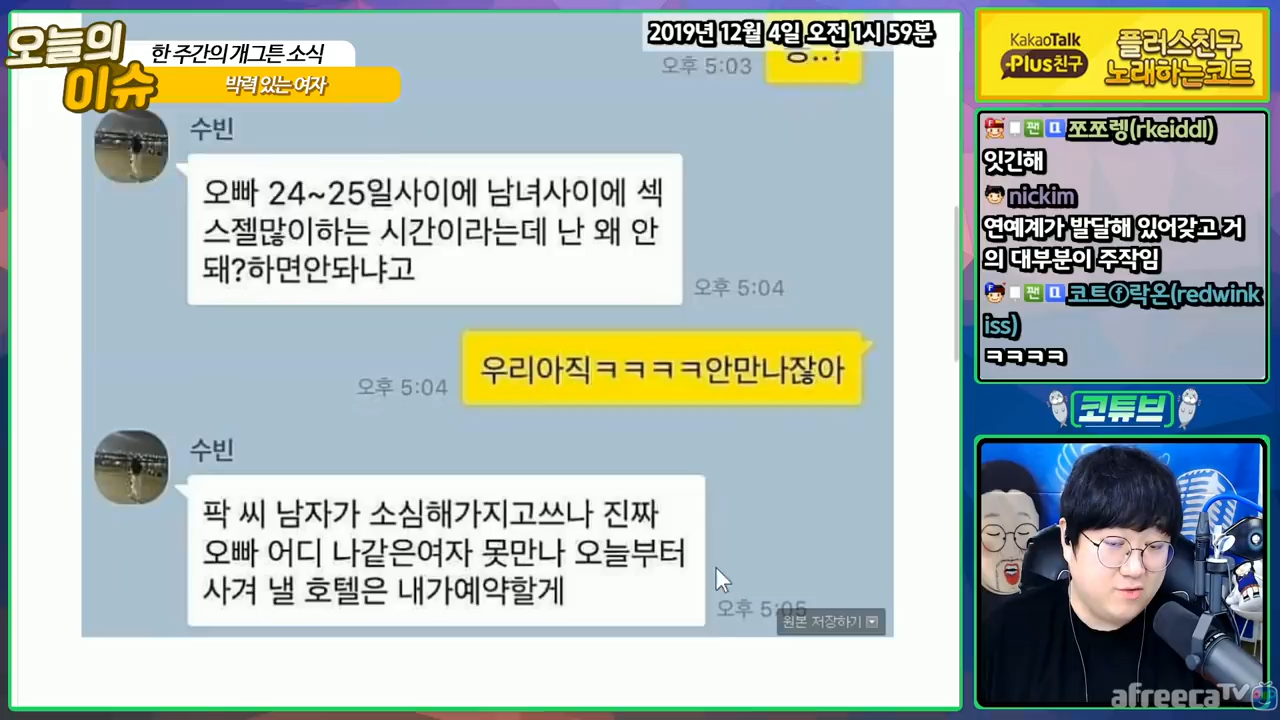 오늘의
이슈
한 주간의 개그튼 소식
박력 있는 여자
2019년 12월 4일 오전 1시 59분
오후 5:03
응..?
수빈
오빠 24~25일사이에 남녀사이에 섹
스젤많이하는 시간이라는데 난 왜 안
돼?하면안돠냐고
오후 5:04
우리아직ㅋㅋㅋㅋ안만나잖아
오후 5:04
수빈
팍 씨 남자가 소심해가지고쓰나 진짜
오빠 어디 나같은여자 못만나 오늘부터
사겨 낼 호텔은 내가예약할게
오후 5:05
원본 저장하기
KakaoTalk
Plus친구
플러스친구
노래하는코트
팬 쪼쪼렝(rkeiddl)
잇긴해
nickim
연예계가 발달해 있어갖고 거
의 대부분이 주작임
팬 코트ⓕ락온(redwink
iss)
ㅋㅋㅋㅋ
코튜브
afreecaTV